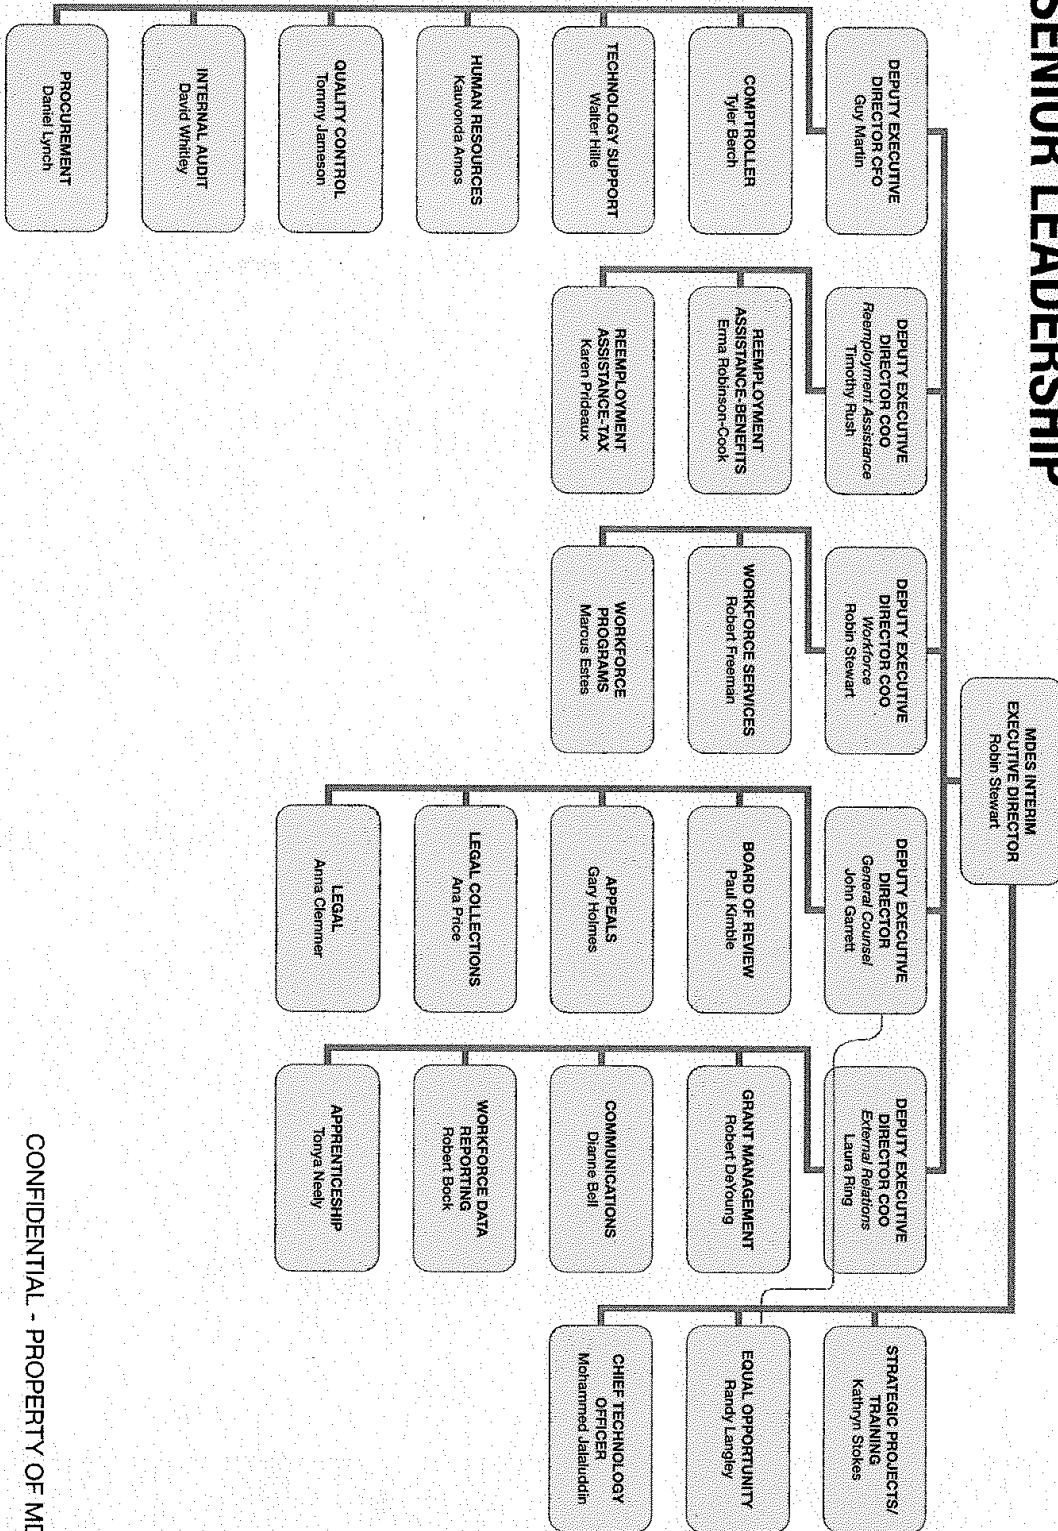 SENIOR LEADERSHIP
MDES INTERIM
EXECUTIVE DIRECTOR
Robin Stewart
DEPUTY EXECUTIVE
DIRECTOR CFO
Guy Martin
COMPTROLLER
Tyler Berch
TECHNOLOGY SUPPORT
Walter Hille
HUMAN RESOURCES
Kauvonda Amos
QUALITY CONTROL
Tommy Jameson
INTERNAL AUDIT
David Whitley
PROCUREMENT
Daniel Lynch
DEPUTY EXECUTIVE
DIRECTOR COO
Reemployment Assistance
Timothy Rush
REEMPLOYMENT
ASSISTANCE-BENEFITS
Erma Robinson-Cook
REEMPLOYMENT
ASSISTANCE-TAX
Karen Prideaux
DEPUTY EXECUTIVE
DIRECTOR COO
Workforce
Robin Stewart
WORKFORCE SERVICES
Robert Freeman
WORKFORCE
PROGRAMS
Marcus Estes
DEPUTY EXECUTIVE
DIRECTOR
General Counsel
John Garrett
BOARD OF REVIEW
Paul Kimble
APPEALS
Gary Holmes
LEGAL COLLECTIONS
Ana Price
LEGAL
Anna Clemmer
DEPUTY EXECUTIVE
DIRECTOR COO
External Relations
Laura Ring
GRANT MANAGEMENT
Robert DeYoung
COMMUNICATIONS
Dianne Bell
WORKFORCE DATA
REPORTING
Robert Bock
APPRENTICESHIP
Tonya Neely
STRATEGIC PROJECTS/
TRAINING
Kathryn Stokes
EQUAL OPPORTUNITY
Randy Langley
CHIEF TECHNOLOGY
OFFICER
Mohammed Jalaluddin
CONFIDENTIAL - PROPERTY OF